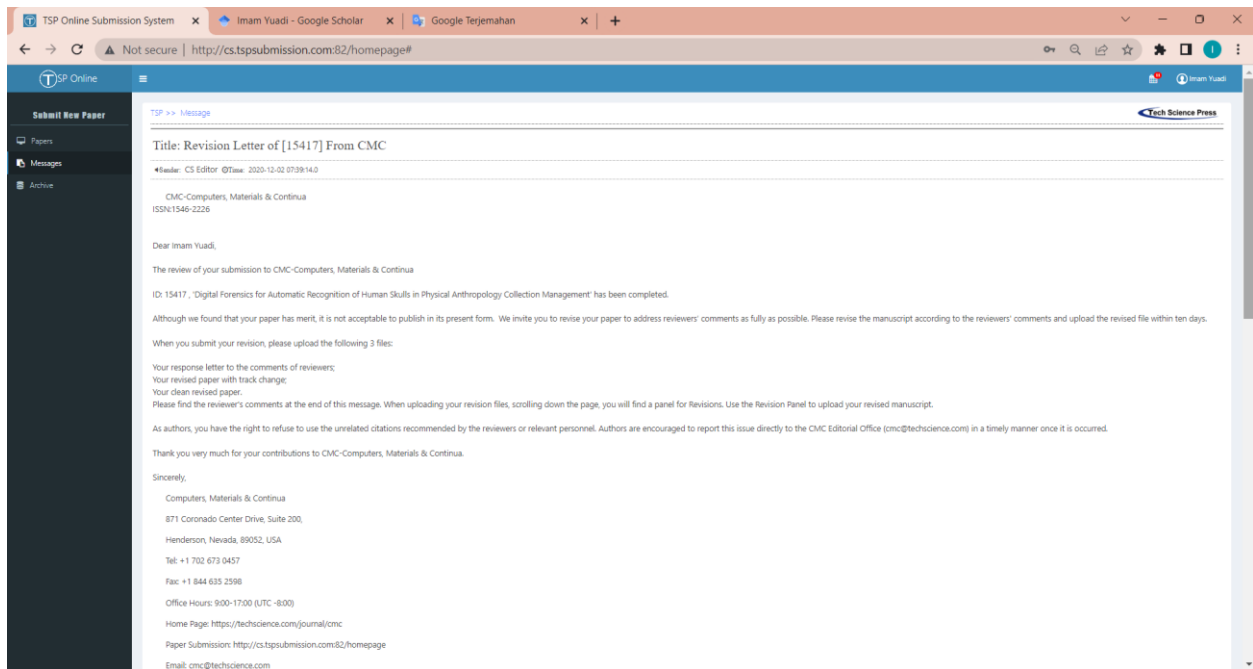 TSP Online Submission System
Imam Yuadi - Google Scholar
Google Terjemahan
Not secure | http://cs.tspsubmission.com:82/homepage#
I
TSP Online
Imam Yuadi
Submit New Paper
Papers
Messages
Archive
TSP >> Message
Tech Science Press
Title: Revision Letter of [15417] From CMC
Sender: CS Editor Time: 2020-12-02 07:39:14.0
CMC-Computers, Materials & Continua
ISSN:1546-2226
Dear Imam Yuadi,
The review of your submission to CMC-Computers, Materials & Continua
ID: 15417 , 'Digital Forensics for Automatic Recognition of Human Skulls in Physical Anthropology Collection Management' has been completed.
Although we found that your paper has merit, it is not acceptable to publish in its present form. We invite you to revise your paper to address reviewers' comments as fully as possible. Please revise the manuscript according to the reviewers' comments and upload the revised file within ten days.
When you submit your revision, please upload the following 3 files:
Your response letter to the comments of reviewers;
Your revised paper with track change;
Your clean revised paper.
Please find the reviewer's comments at the end of this message. When uploading your revision files, scrolling down the page, you will find a panel for Revisions. Use the Revision Panel to upload your revised manuscript.
As authors, you have the right to refuse to use the unrelated citations recommended by the reviewers or relevant personnel. Authors are encouraged to report this issue directly to the CMC Editorial Office (cmc@techscience.com) in a timely manner once it is occurred.
Thank you very much for your contributions to CMC-Computers, Materials & Continua.
Sincerely,
Computers, Materials & Continua
871 Coronado Center Drive, Suite 200,
Henderson, Nevada, 89052, USA
Tel: +1 702 673 0457
Fax: +1 844 635 2598
Office Hours: 9:00-17:00 (UTC -8:00)
Home Page: https://techscience.com/journal/cmc
Paper Submission: http://cs.tspsubmission.com:82/homepage
Email: cmc@techscience.com